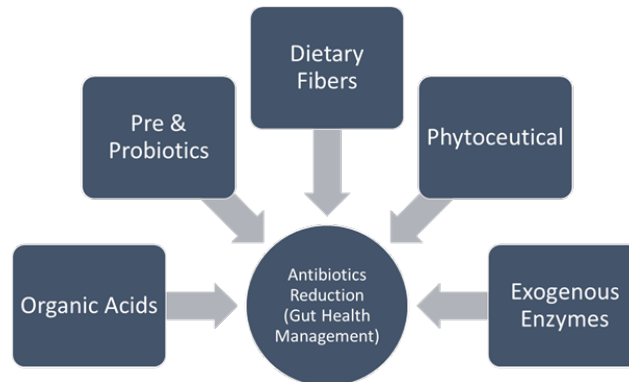 Dietary
Fibers
Pre &
Probiotics
Phytoceutical
Organic Acids
Antibiotics
Reduction
(Gut Health
Management)
Exogenous
Enzymes